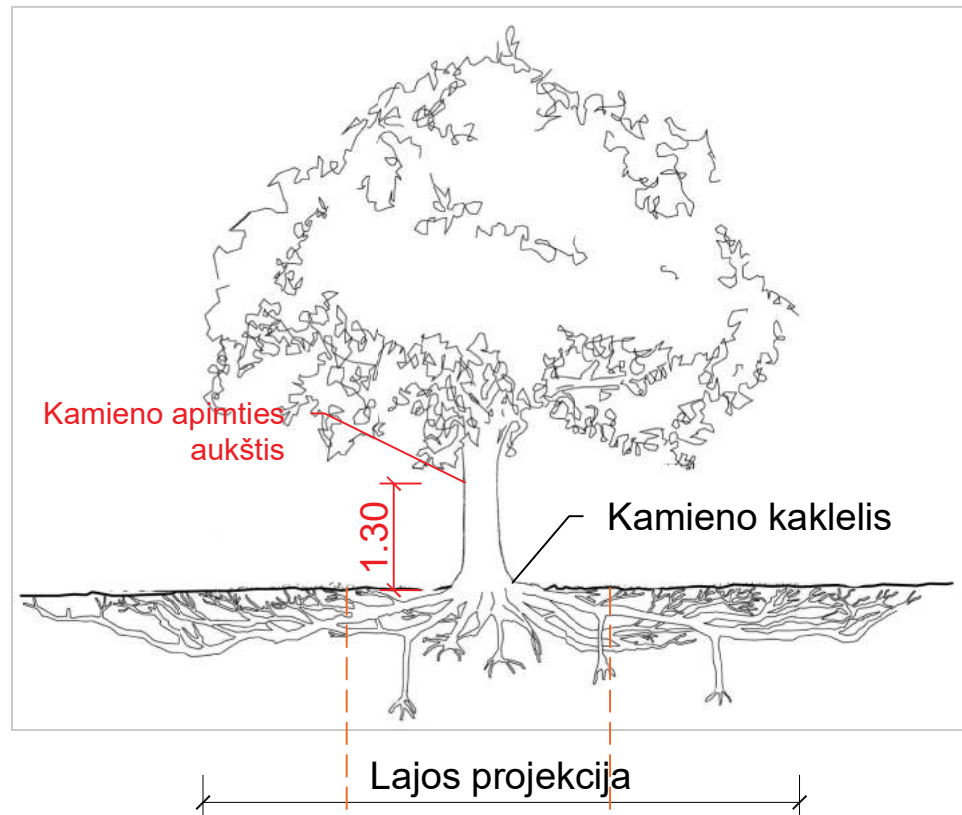 Kamieno apimties
aukštis
1.30
Kamieno kaklelis
Lajos projekcija